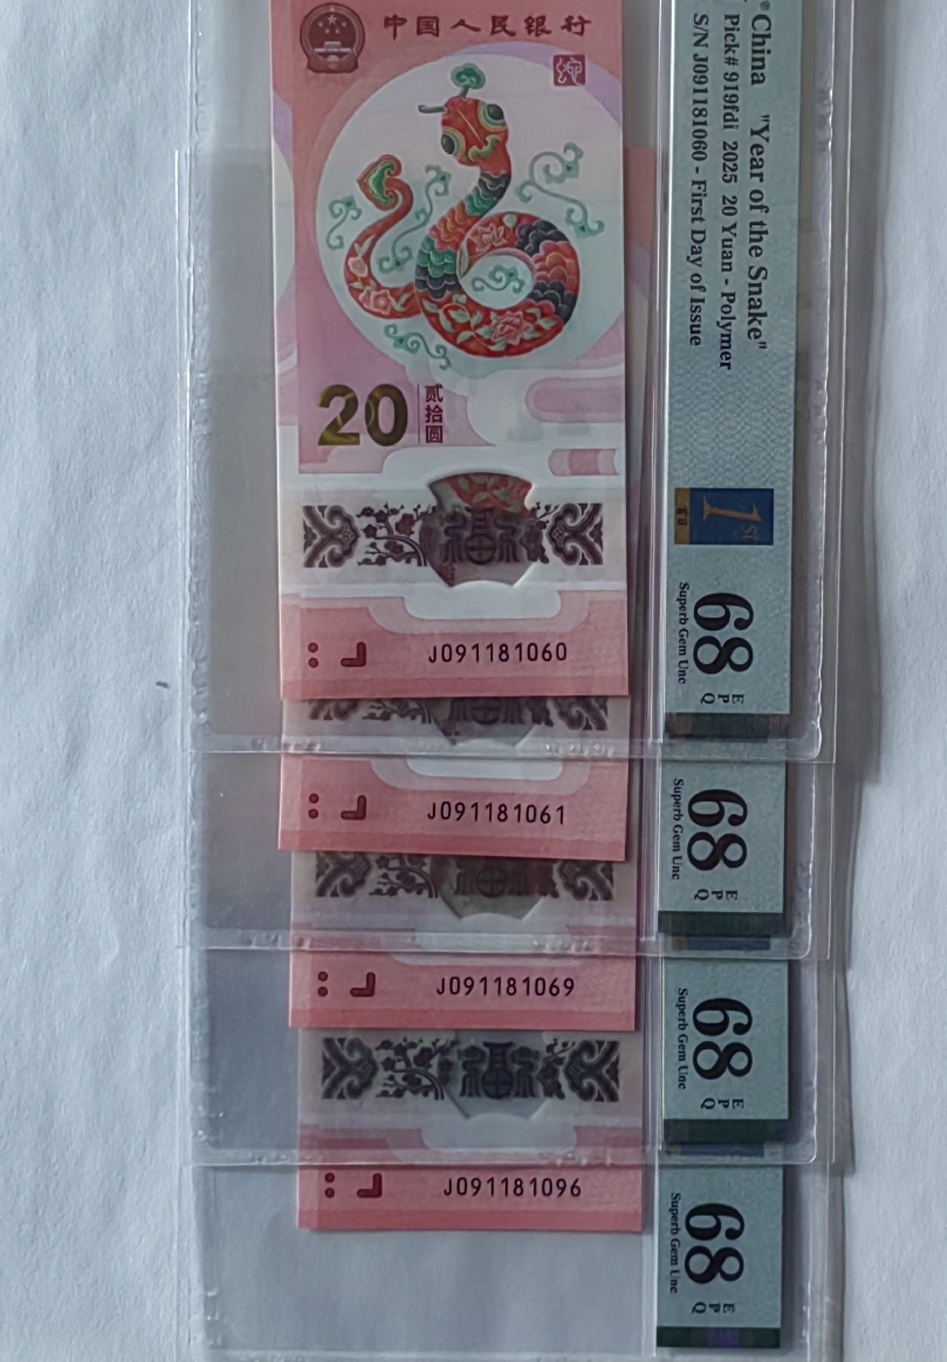 中国人民银行
20
贰拾圆
J091181060
J091181061
J091181069
J091181096
China "Year of the Snake"
Pick# 919fdi 2025 20 Yuan - Polymer
S/N J091181060 - First Day of Issue
1st
首日
68 EPQ
Superb Gem Unc
68 EPQ
Superb Gem Unc
68 EPQ
Superb Gem Unc
68 EPQ
Superb Gem Unc